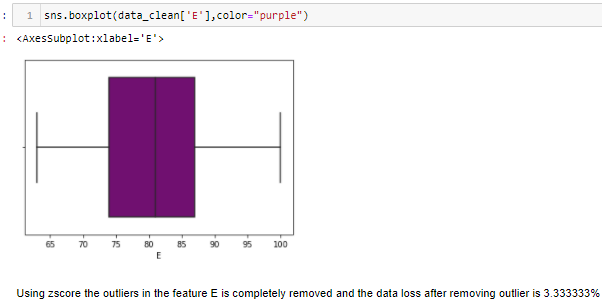 : 1 sns.boxplot(data_clean['E'],color="purple")
: <AxesSubplot:xlabel='E'>
65 70 75 80 85 90 95 100
E
Using zscore the outliers in the feature E is completely removed and the data loss after removing outlier is 3.333333%